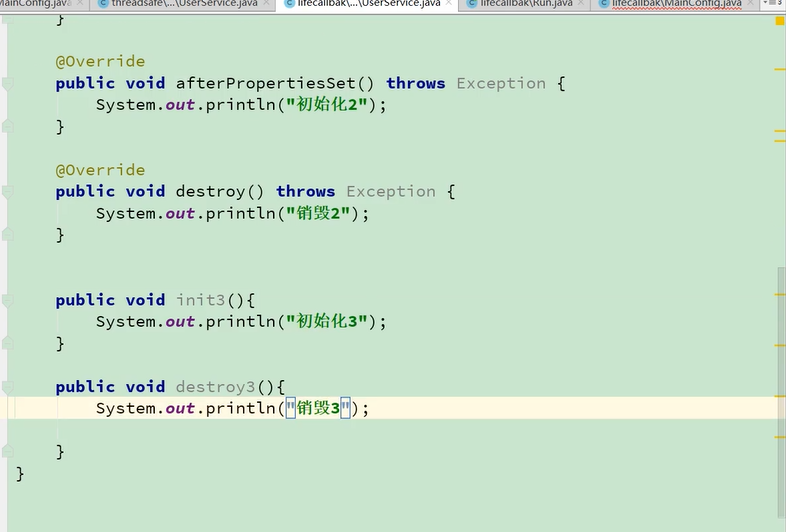 MainConfig.java threadsafe\...\UserService.java lifecallbak\...\UserService.java lifecallbak\Run.java lifecallbak\MainConfig.java
}
@Override
public void afterPropertiesSet() throws Exception {
System.out.println("初始化2");
}
@Override
public void destroy() throws Exception {
System.out.println("销毁2");
}
public void init3(){
System.out.println("初始化3");
}
public void destroy3(){
System.out.println("销毁3");
}
}